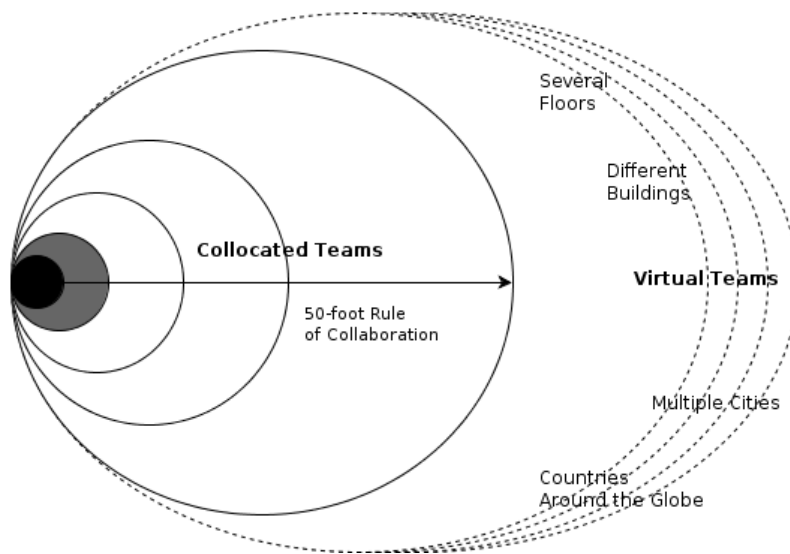 Several
Floors
Different
Buildings
Collocated Teams
Virtual Teams
50-foot Rule
of Collaboration
Multiple Cities
Countries
Around the Globe